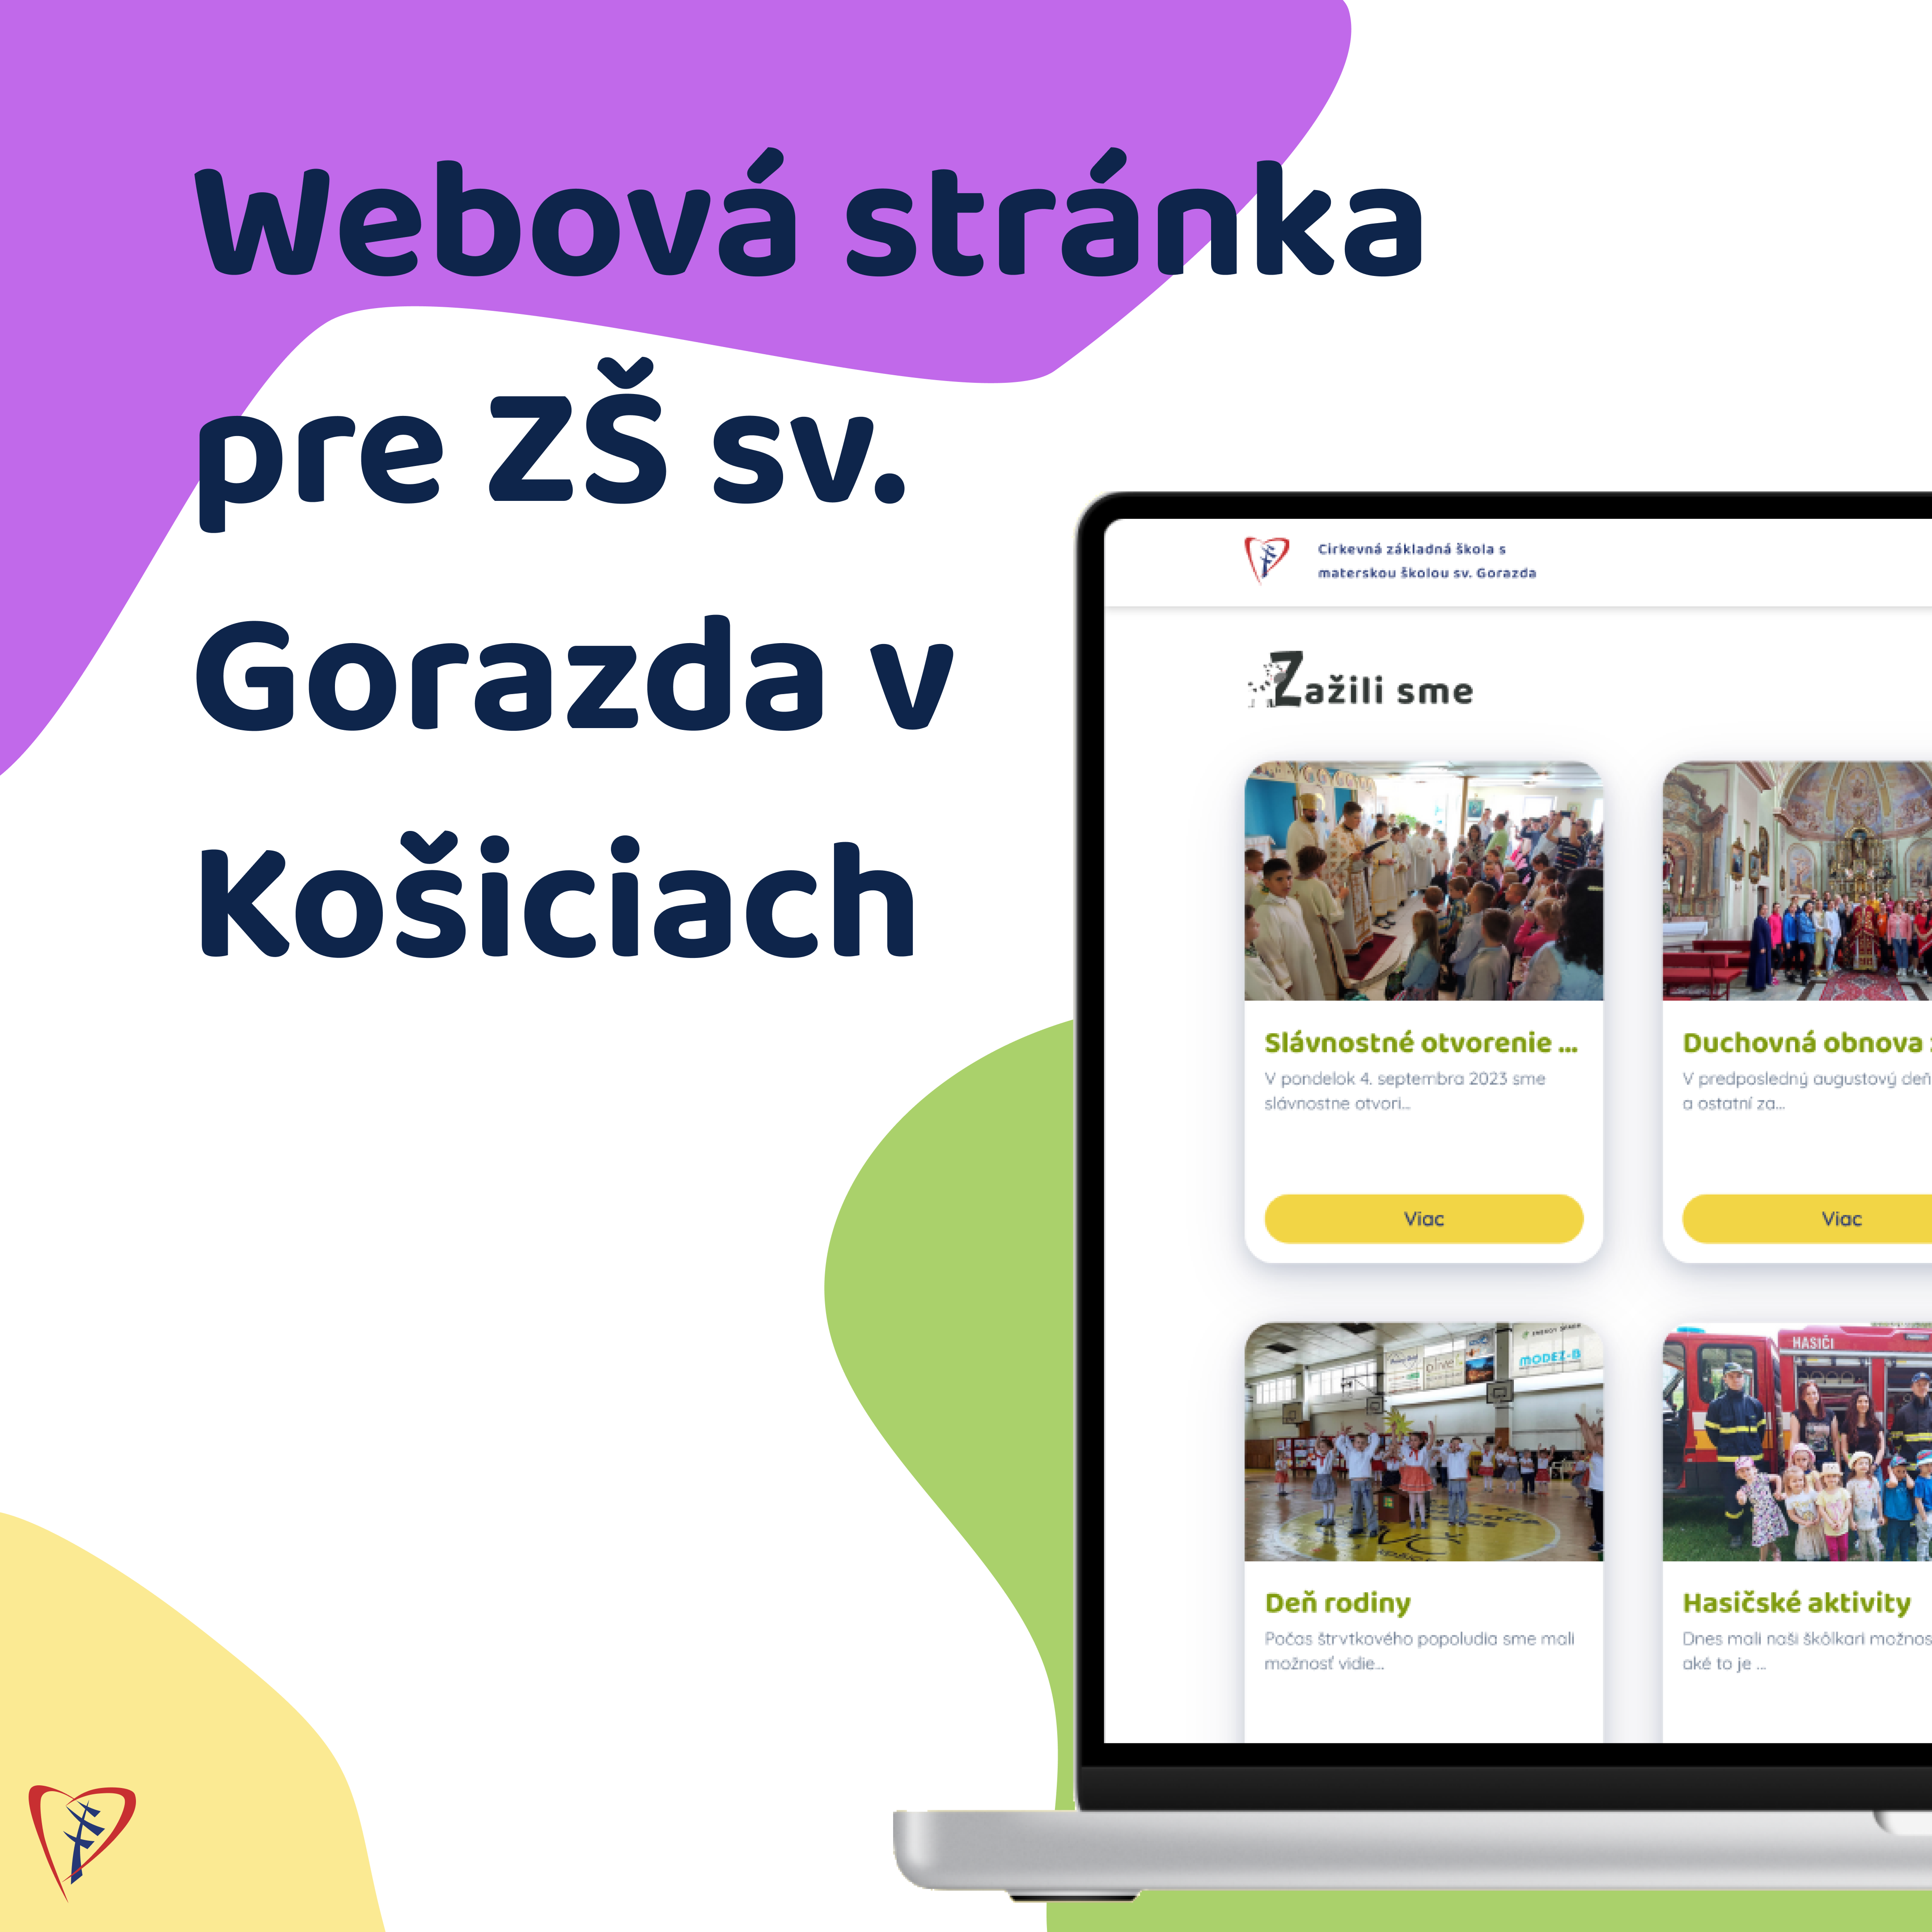 Webová stránka
pre ZŠ sv.
Gorazda v
Košiciach
Cirkevná základná škola s
materskou školou sv. Gorazda
Zažili sme
Slávnostné otvorenie ...
V pondelok 4. septembra 2023 sme
slávnostne otvori...
Viac
Duchovná obnova
V predposledný augustový deň
a ostatní za...
Viac
MODEZ-B
Deň rodiny
Počas štrvtkového popoludia sme mali
možnosť vidie...
HASIČI
Hasičské aktivity
Dnes mali naši škôlkari možnos
aké to je ...